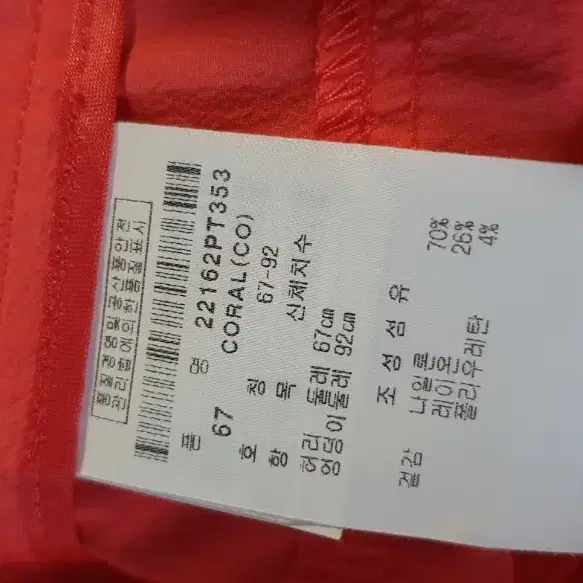 품질경영 및 공산품안전
관리법에 의한 품질표시
품 명 22162PT353
67 CORAL(CO)
호 칭 67-92
항 목 신체치수
허리 둘레 67cm
엉덩이둘레 92cm
조 성 섬 유
겉감 나일론 70%
레이온 26%
폴리우레탄 4%